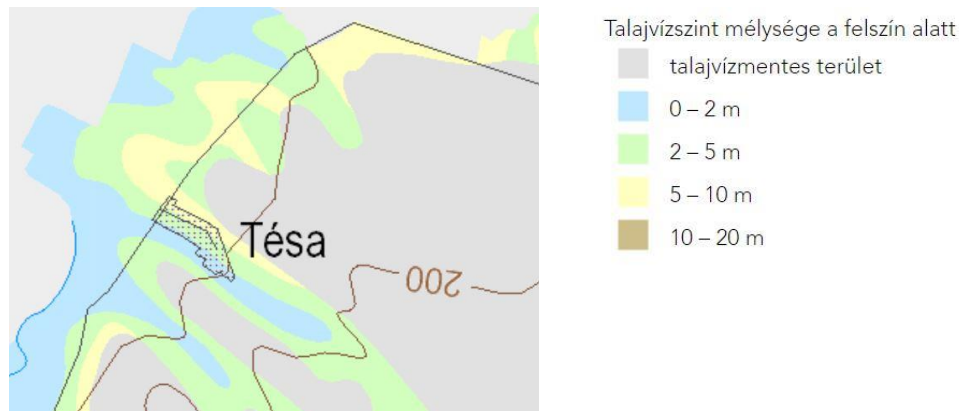 Tésa
200
Talajvízszint mélysége a felszín alatt
talajvízmentes terület
0 – 2 m
2 – 5 m
5 – 10 m
10 – 20 m